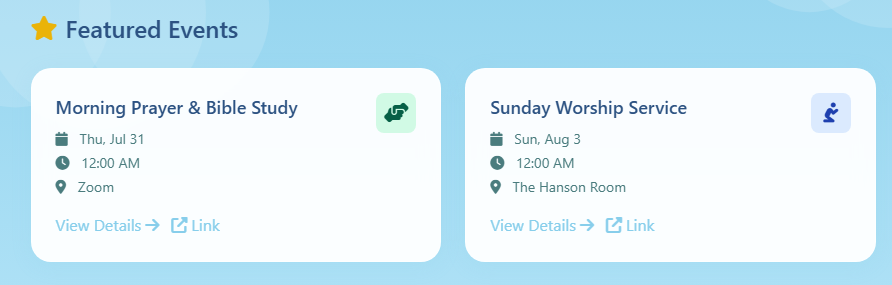 Featured Events
Morning Prayer & Bible Study
Thu, Jul 31
12:00 AM
Zoom
View Details Link
Sunday Worship Service
Sun, Aug 3
12:00 AM
The Hanson Room
View Details Link